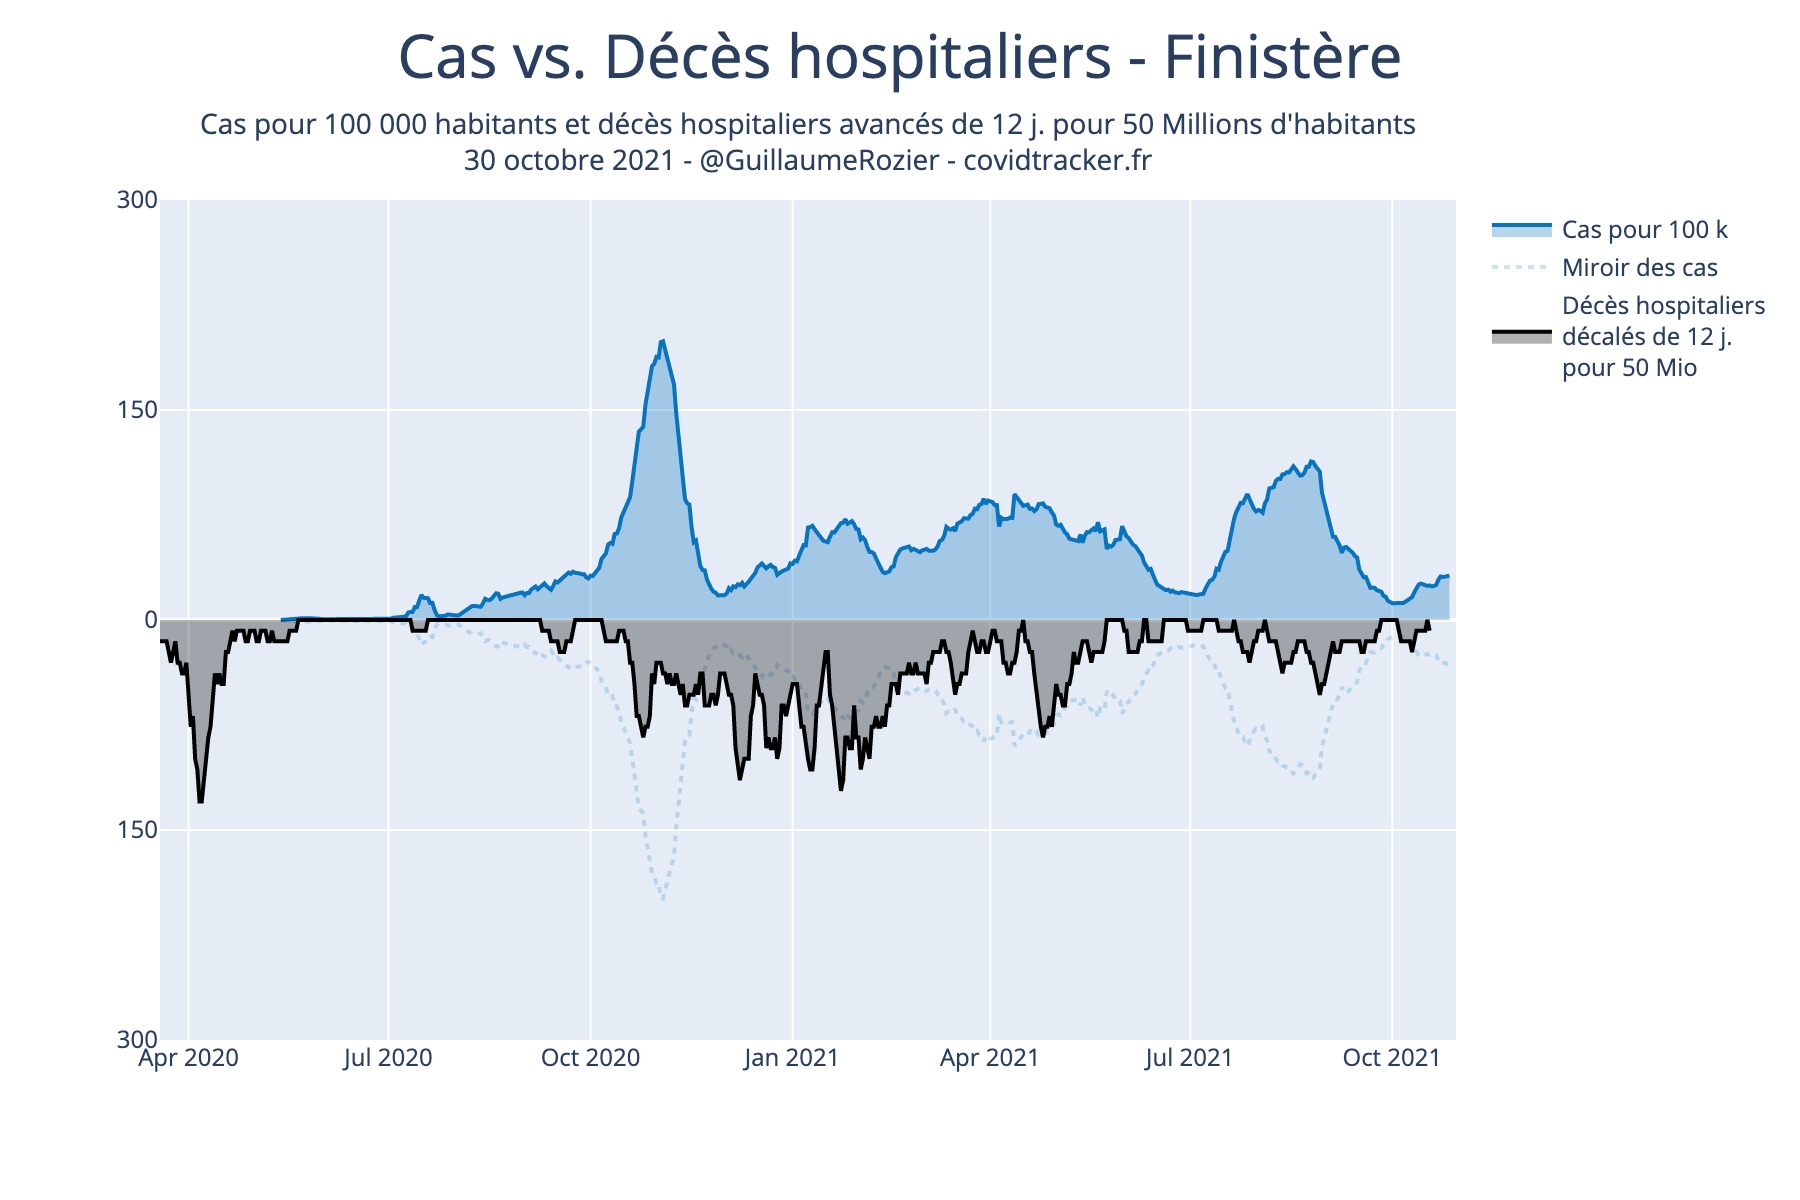 Cas vs. Décès hospitaliers - Finistère
Cas pour 100 000 habitants et décès hospitaliers avancés de 12 j. pour 50 Millions d'habitants
30 octobre 2021 - @GuillaumeRozier - covidtracker.fr
300
150
0
150
300
Apr 2020
Jul 2020
Oct 2020
Jan 2021
Apr 2021
Jul 2021
Oct 2021
Cas pour 100 k
Miroir des cas
Décès hospitaliers
décalés de 12 j.
pour 50 Mio